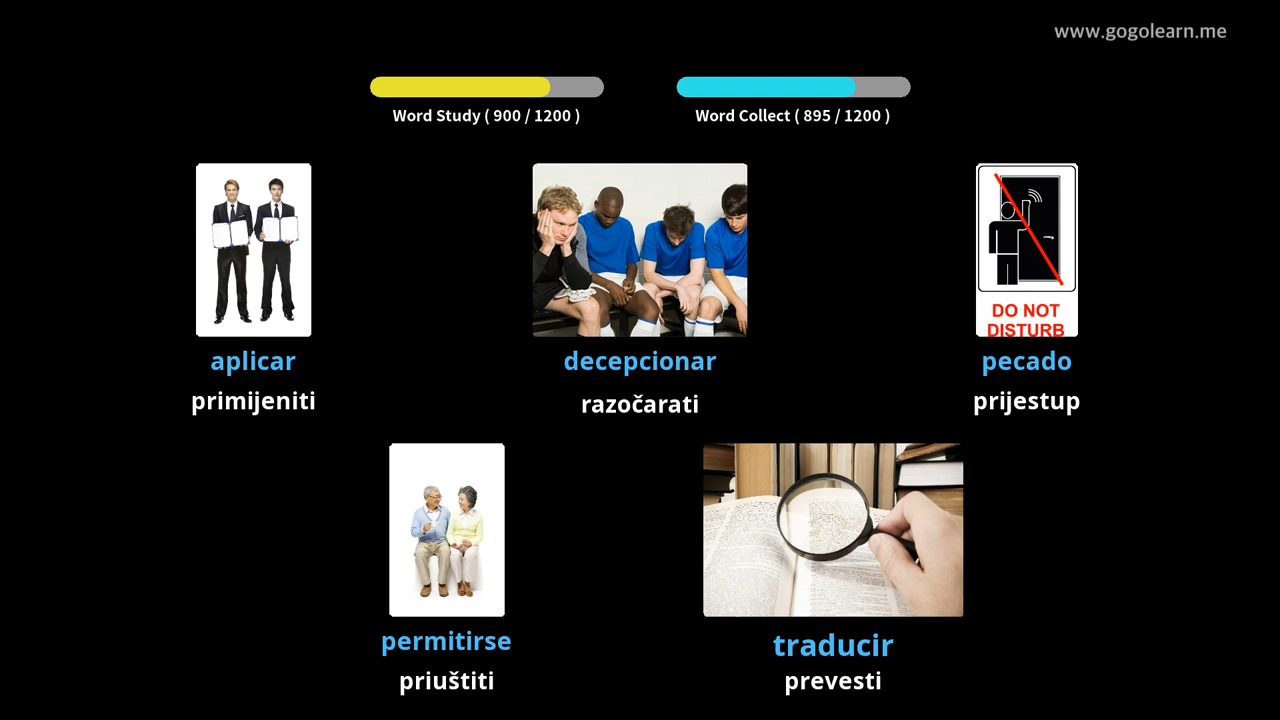 www.gogolearn.me
Word Study ( 900 / 1200 )
Word Collect ( 895 / 1200 )
DO NOT
DISTURB
aplicar
decepcionar
pecado
primijeniti
razočarati
prijestup
permitirse
traducir
priuštiti
prevesti